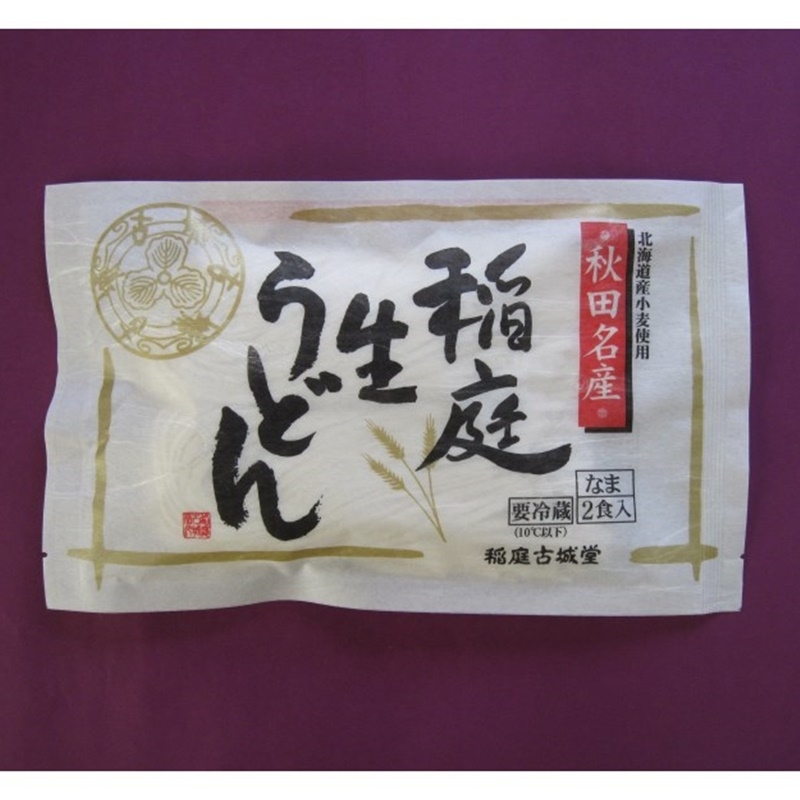 北海道産小麦使用
秋田名産
稲庭
生
うどん
なま
2食入
要冷蔵
(10℃以下)
稲庭古城堂